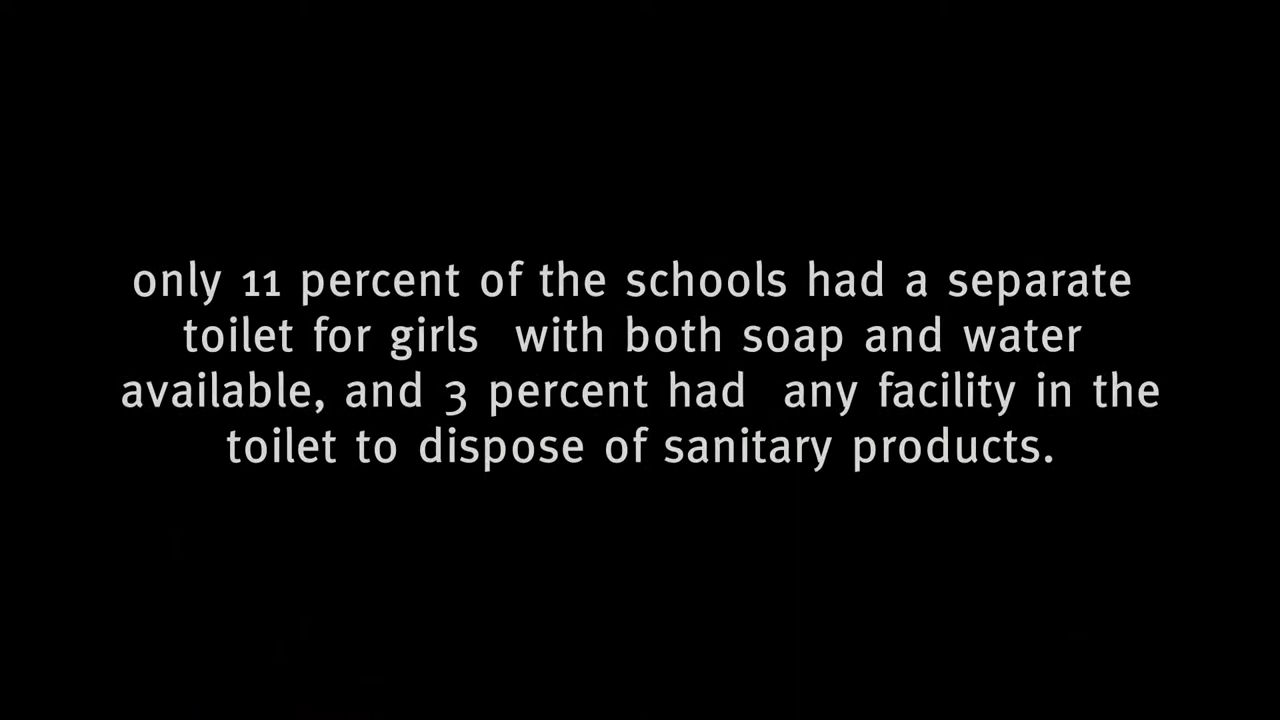 only 11 percent of the schools had a separate
toilet for girls  with both soap and water
available, and 3 percent had  any facility in the
toilet to dispose of sanitary products.